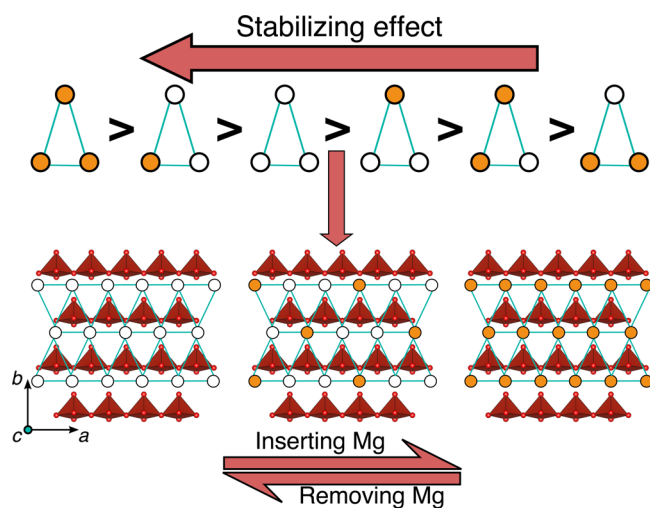 Stabilizing effect
> > > > >
b
c a
Inserting Mg
Removing Mg